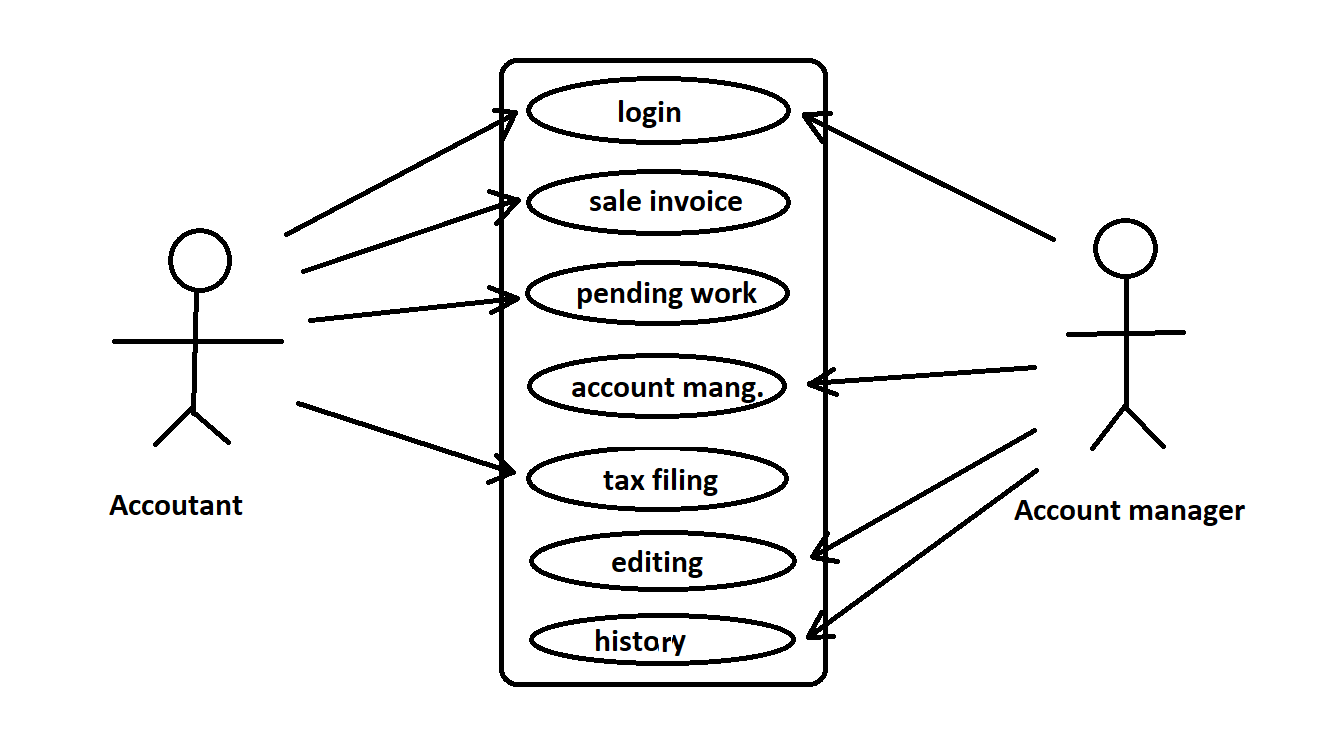 login
sale invoice
pending work
account mang.
tax filing
editing
history
Accoutant
Account manager